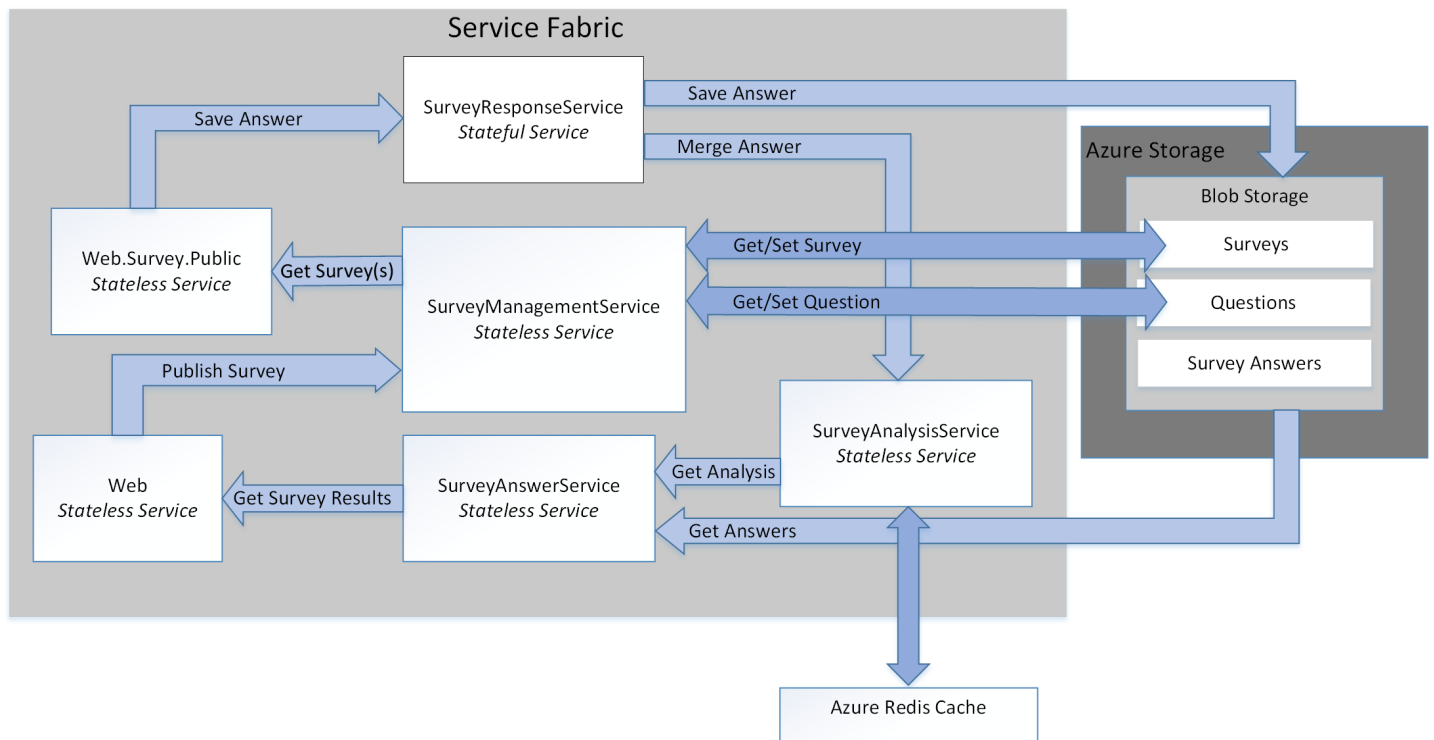 Service Fabric
SurveyResponseService
Stateful Service
Save Answer
Save Answer
Merge Answer
Azure Storage
Blob Storage
Surveys
Questions
Survey Answers
Web.Survey.Public
Stateless Service
Get Survey(s)
SurveyManagementService
Stateless Service
Get/Set Survey
Get/Set Question
Publish Survey
Web
Stateless Service
Get Survey Results
SurveyAnswerService
Stateless Service
Get Analysis
SurveyAnalysisService
Stateless Service
Get Answers
Azure Redis Cache